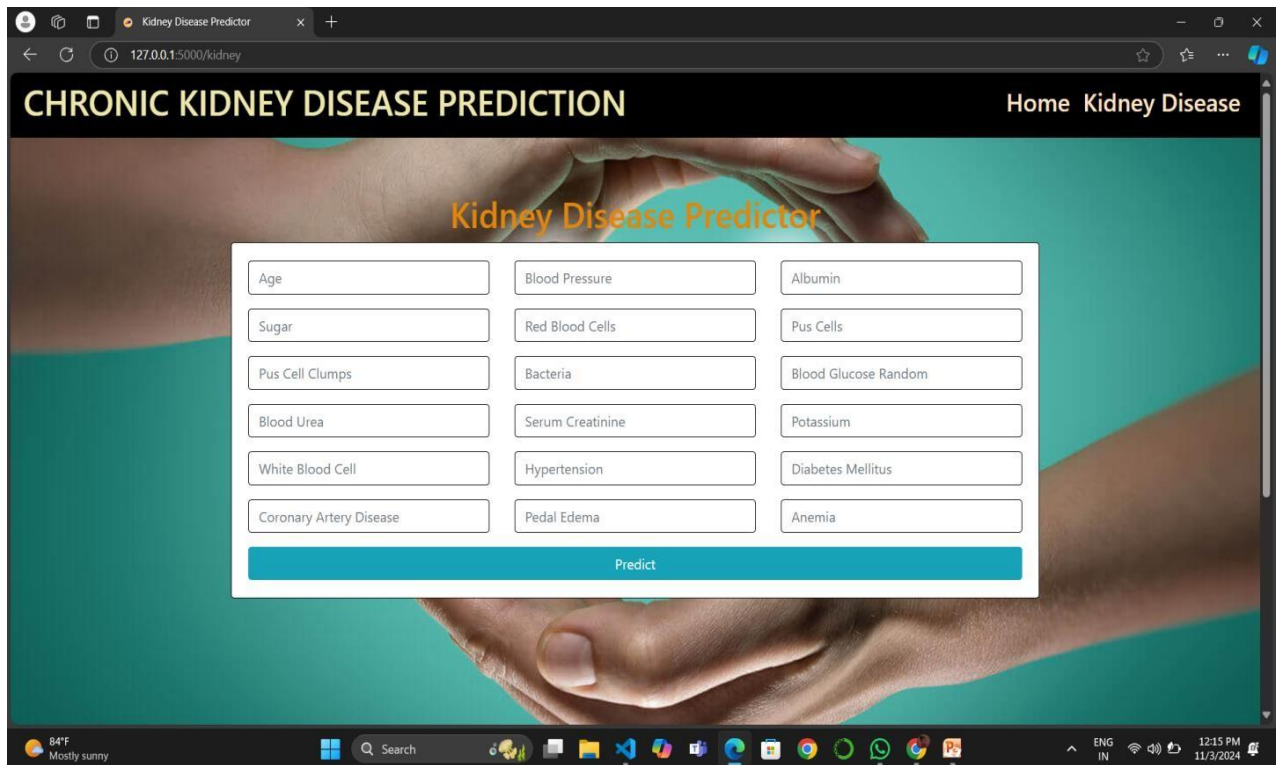 Kidney Disease Predictor
127.0.0.1:5000/kidney
CHRONIC KIDNEY DISEASE PREDICTION
Home Kidney Disease
Kidney Disease Predictor
Age Blood Pressure Albumin
Sugar Red Blood Cells Pus Cells
Pus Cell Clumps Bacteria Blood Glucose Random
Blood Urea Serum Creatinine Potassium
White Blood Cell Hypertension Diabetes Mellitus
Coronary Artery Disease Pedal Edema Anemia
Predict
84°F
Mostly sunny
Search
ENG
IN
12:15 PM
11/3/2024